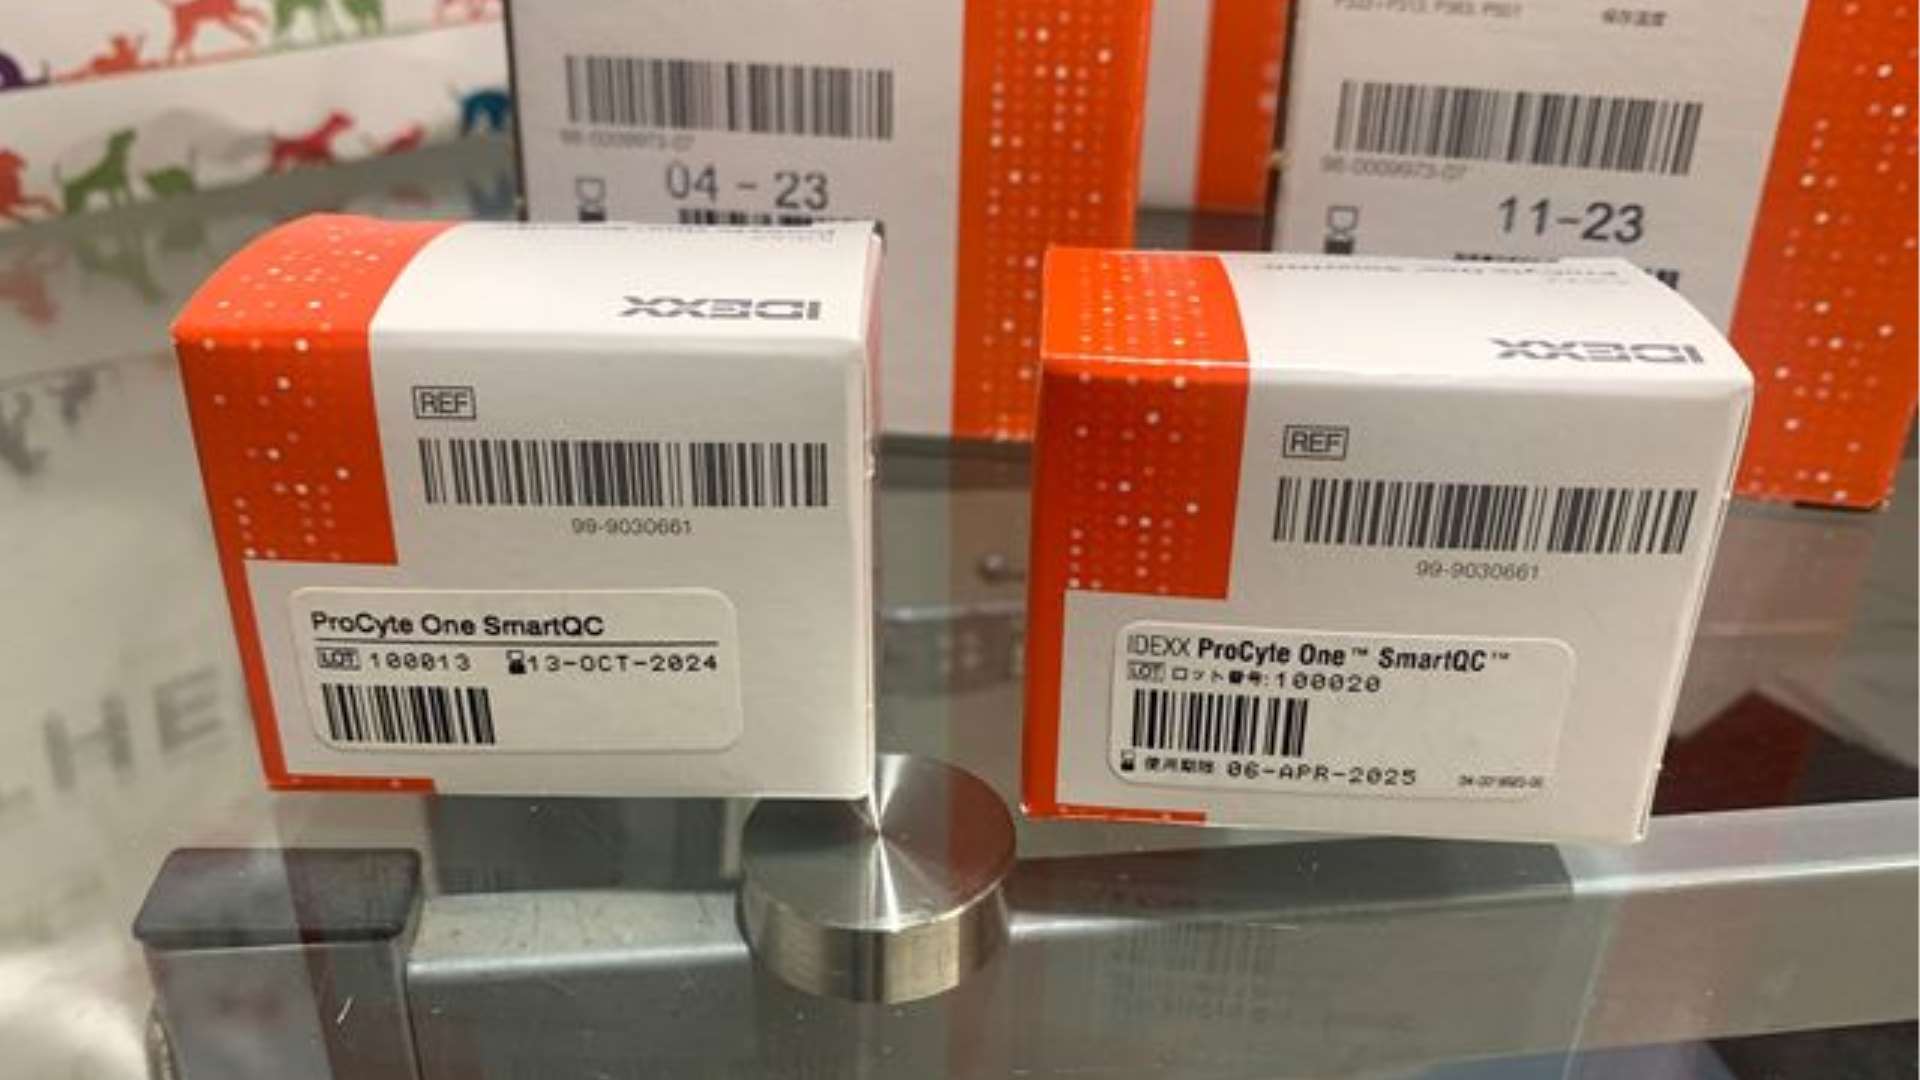 04 - 23
11-23
IDEXX
REF
99-9030661
ProCyte One SmartQC
LOT 100013 13-OCT-2024
IDEXX
REF
99-9030661
IDEXX ProCyte One™ SmartQC™
LOT ロット番号:100020
使用期限 06-APR-2025
HE